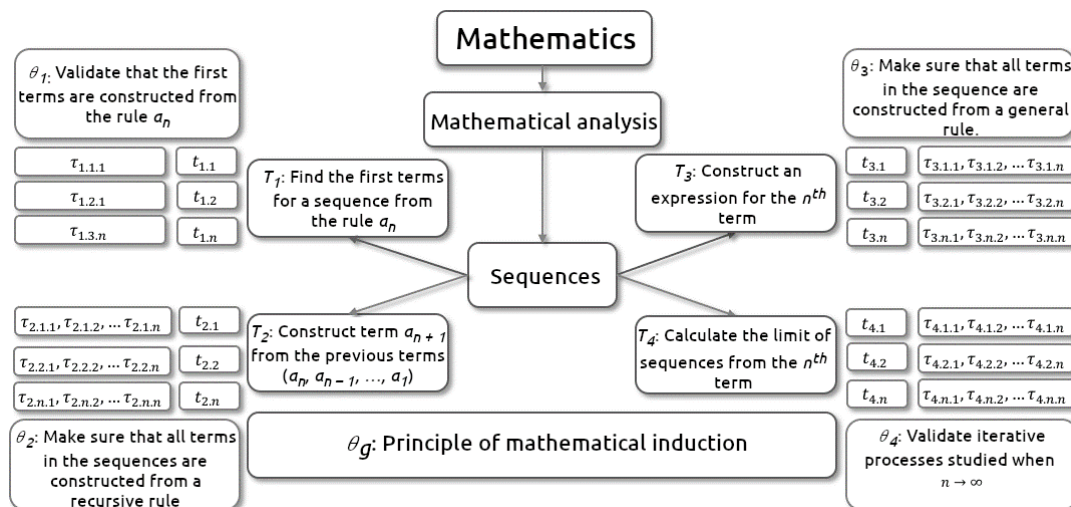 Mathematics
Mathematical analysis
θ₁: Validate that the first
terms are constructed from
the rule aₙ
τ₁.₁.₁
t₁.₁
τ₁.₂.₁
t₁.₂
τ₁.₃.ₙ
t₁.ₙ
T₁: Find the first terms
for a sequence from
the rule aₙ
T₃: Construct an
expression for the nᵗʰ
term
θ₃: Make sure that all terms
in the sequence are
constructed from a general
rule.
t₃.₁
τ₃.₁.₁, τ₃.₁.₂, … τ₃.₁.ₙ
t₃.₂
τ₃.₂.₁, τ₃.₂.₂, … τ₃.₂.ₙ
t₃.ₙ
τ₃.ₙ.₁, τ₃.ₙ.₂, … τ₃.ₙ.ₙ
Sequences
τ₂.₁.₁, τ₂.₁.₂, … τ₂.₁.ₙ
t₂.₁
τ₂.₂.₁, τ₂.₂.₂, … τ₂.₂.ₙ
t₂.₂
τ₂.ₙ.₁, τ₂.ₙ.₂, … τ₂.ₙ.ₙ
t₂.ₙ
T₂: Construct term aₙ ₊ ₁
from the previous terms
(aₙ, aₙ ₋ ₁, …, a₁)
T₄: Calculate the limit of
sequences from the nᵗʰ
term
t₄.₁
τ₄.₁.₁, τ₄.₁.₂, … τ₄.₁.ₙ
t₄.₂
τ₄.₂.₁, τ₄.₂.₂, … τ₄.₂.ₙ
t₄.ₙ
τ₄.ₙ.₁, τ₄.ₙ.₂, … τ₄.ₙ.ₙ
θ₂: Make sure that all terms
in the sequences are
constructed from a
recursive rule
θg: Principle of mathematical induction
θ₄: Validate iterative
processes studied when
n → ∞